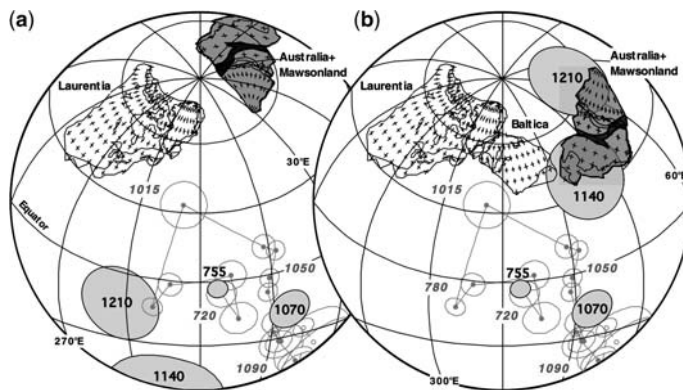 (a)
Australia+
Mawsonland
Laurentia
30°E
1015
Equator
1210
755
1050
720
1070
270°E
1140
1090
(b)
1210
Australia+
Mawsonland
Laurentia
Baltica
60°E
1015
1140
755
1050
780
720
1070
1090
300°E